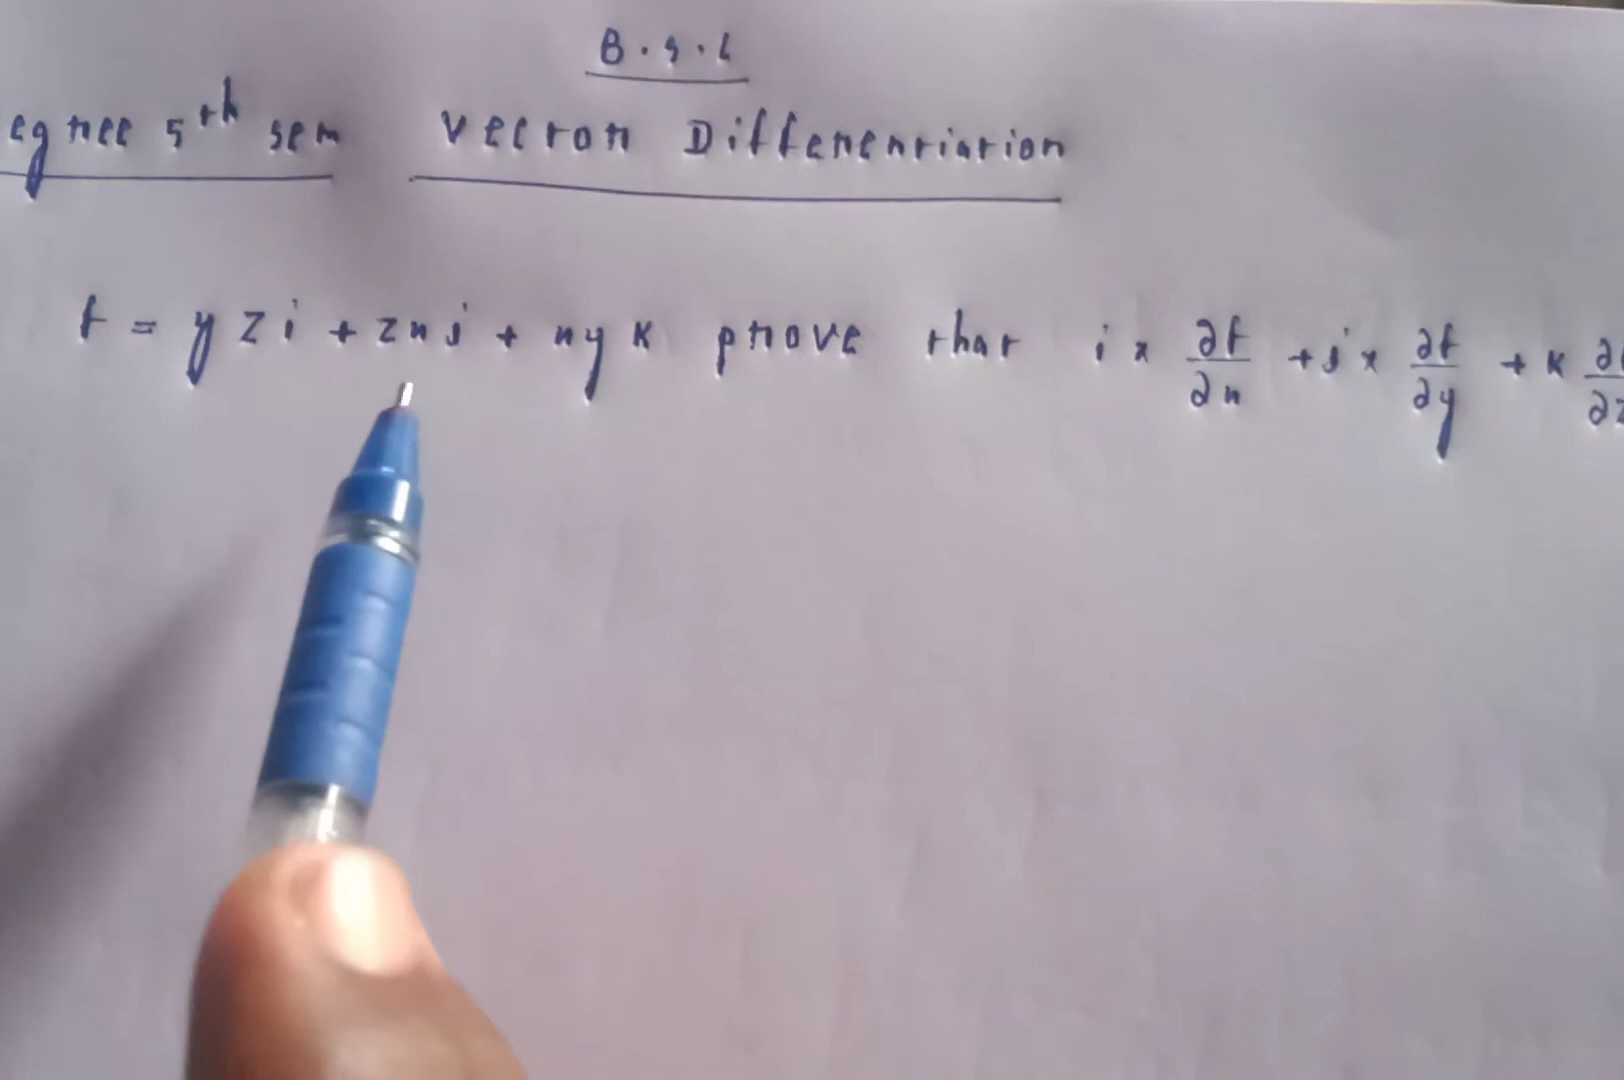 B.s.c
egree 5th sem Vector Differentiation
f = yzi + zxj + xyk prove that i × ∂f/∂x + j × ∂f/∂y + k ∂f/∂z